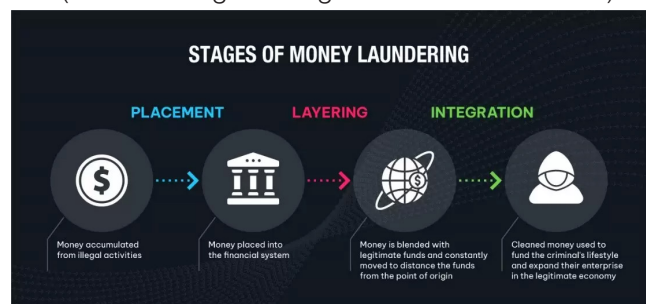 STAGES OF MONEY LAUNDERING
PLACEMENT
LAYERING
INTEGRATION
$
$
Money accumulated
from illegal activities
Money placed into
the financial system
Money is blended with
legitimate funds and constantly
moved to distance the funds
from the point of origin
Cleaned money used to
fund the criminal's lifestyle
and expand their enterprise
in the legitimate economy